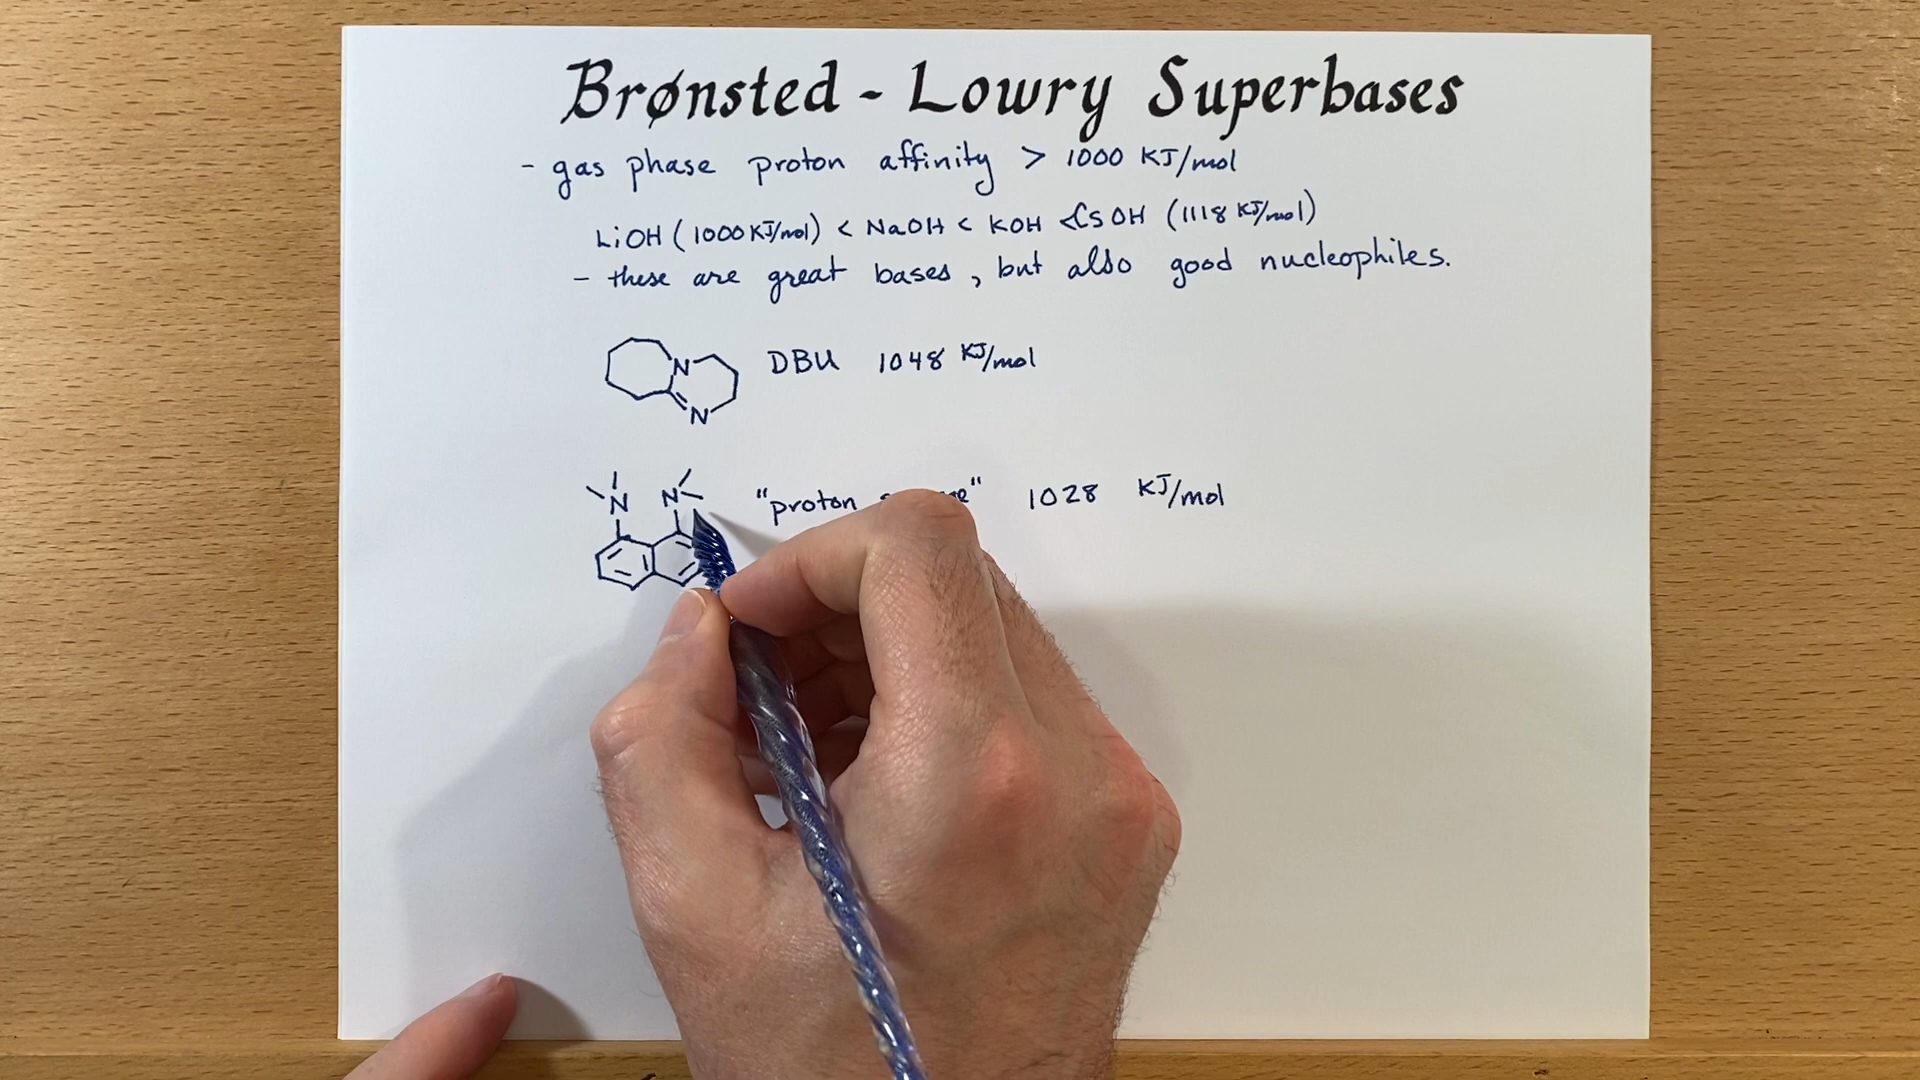 Brønsted - Lowry Superbases
- gas phase proton affinity > 1000 KJ/mol
LiOH (1000 KJ/mol) < NaOH < KOH < CsOH (1118 KJ/mol)
- these are great bases, but also good nucleophiles.
N DBU 1048 KJ/mol
N
N N "proton 1028 KJ/mol